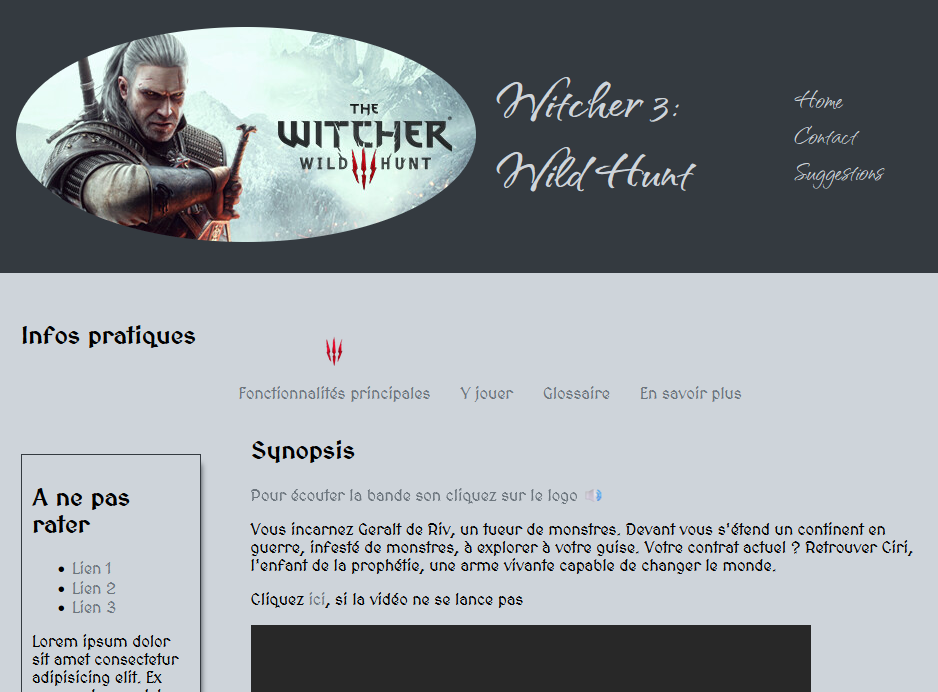 THE
WITCHER
WILD HUNT
Witcher 3:
Wild Hunt
Home
Contact
Suggestions
Infos pratiques
Fonctionnalités principales Y jouer Glossaire En savoir plus
A ne pas
rater
Lien 1
Lien 2
Lien 3
Lorem ipsum dolor
sit amet consectetur
adipisicing elit. Ex
Synopsis
Pour écouter la bande son cliquez sur le logo
Vous incarnez Geralt de Riv, un tueur de monstres. Devant vous s'étend un continent en
guerre, infesté de monstres, à explorer à votre guise. Votre contrat actuel ? Retrouver Ciri,
l'enfant de la prophétie, une arme vivante capable de changer le monde.
Cliquez ici, si la vidéo ne se lance pas